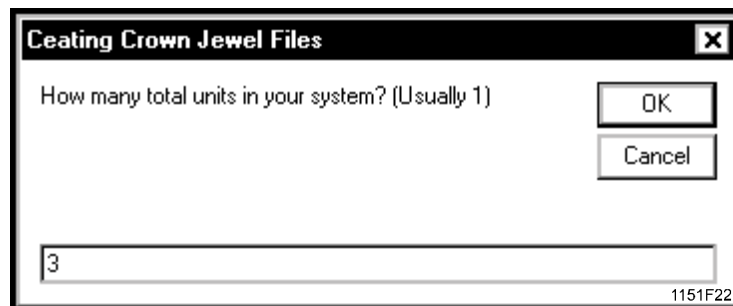 Ceating Crown Jewel Files
How many total units in your system? (Usually 1)
OK
Cancel
3
1151F22